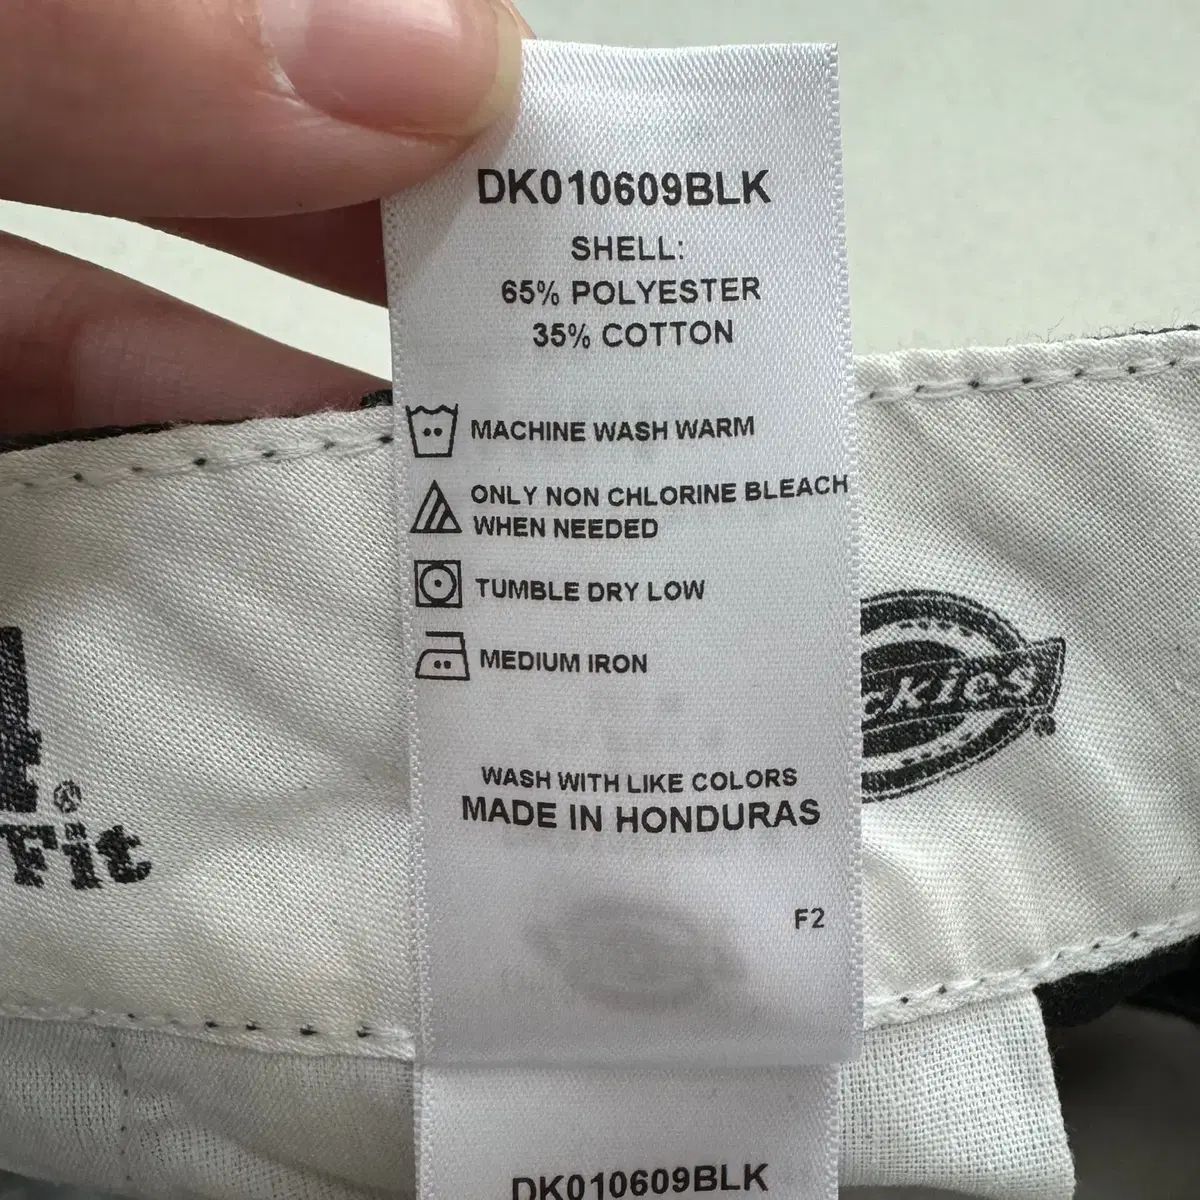 DK010609BLK
SHELL:
65% POLYESTER
35% COTTON
MACHINE WASH WARM
ONLY NON CHLORINE BLEACH
WHEN NEEDED
TUMBLE DRY LOW
MEDIUM IRON
WASH WITH LIKE COLORS
MADE IN HONDURAS
F2
ckies®
®
Fit
DK010609BLK